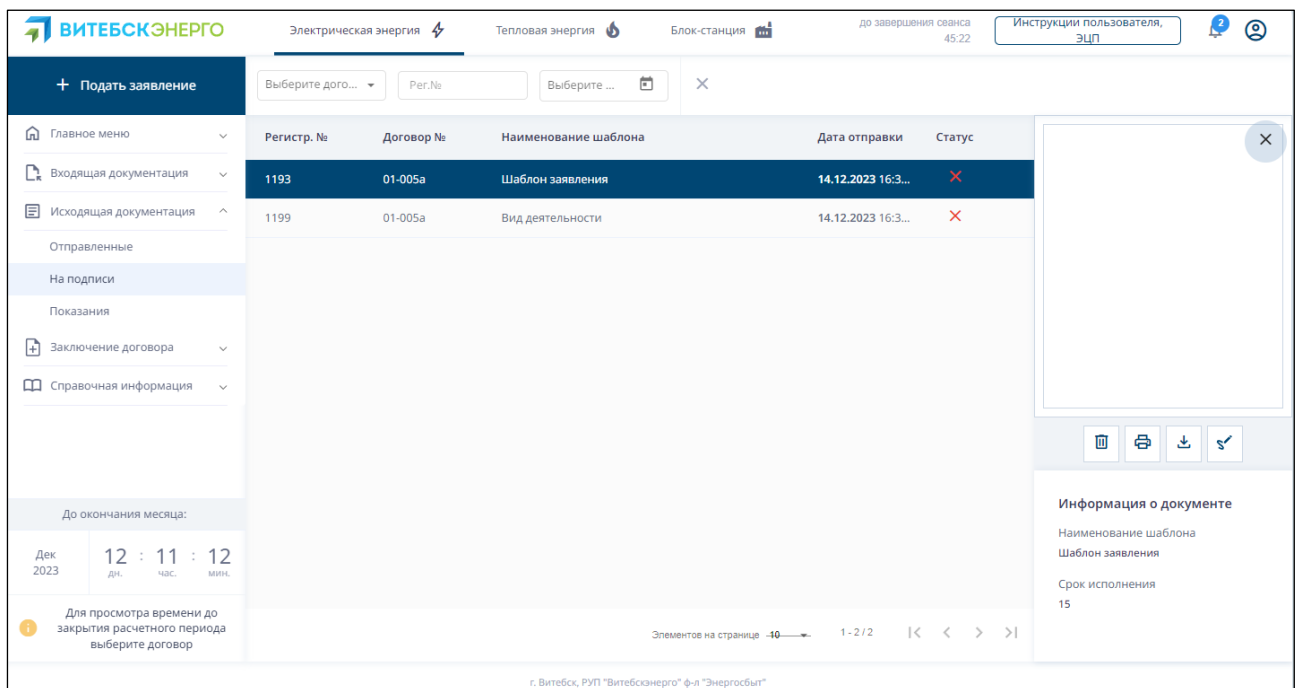 ВИТЕБСКЭНЕРГО
Электрическая энергия
Тепловая энергия
Блок-станция
до завершения сеанса
45:22
Инструкции пользователя,
ЭЦП
2
+ Подать заявление
Выберите дого...
Рег.№
Выберите ...
Главное меню
Входящая документация
Исходящая документация
Отправленные
На подписи
Показания
Заключение договора
Справочная информация
Регистр. № Договор № Наименование шаблона Дата отправки Статус
1193 01-005а Шаблон заявления 14.12.2023 16:3...
1199 01-005а Вид деятельности 14.12.2023 16:3...
До окончания месяца:
Дек
2023
12 : 11 : 12
дн. час. мин.
Для просмотра времени до
закрытия расчетного периода
выберите договор
Элементов на странице 10 1 - 2 / 2
Информация о документе
Наименование шаблона
Шаблон заявления
Срок исполнения
15
г. Витебск, РУП "Витебскэнерго" ф-л "Энергосбыт"